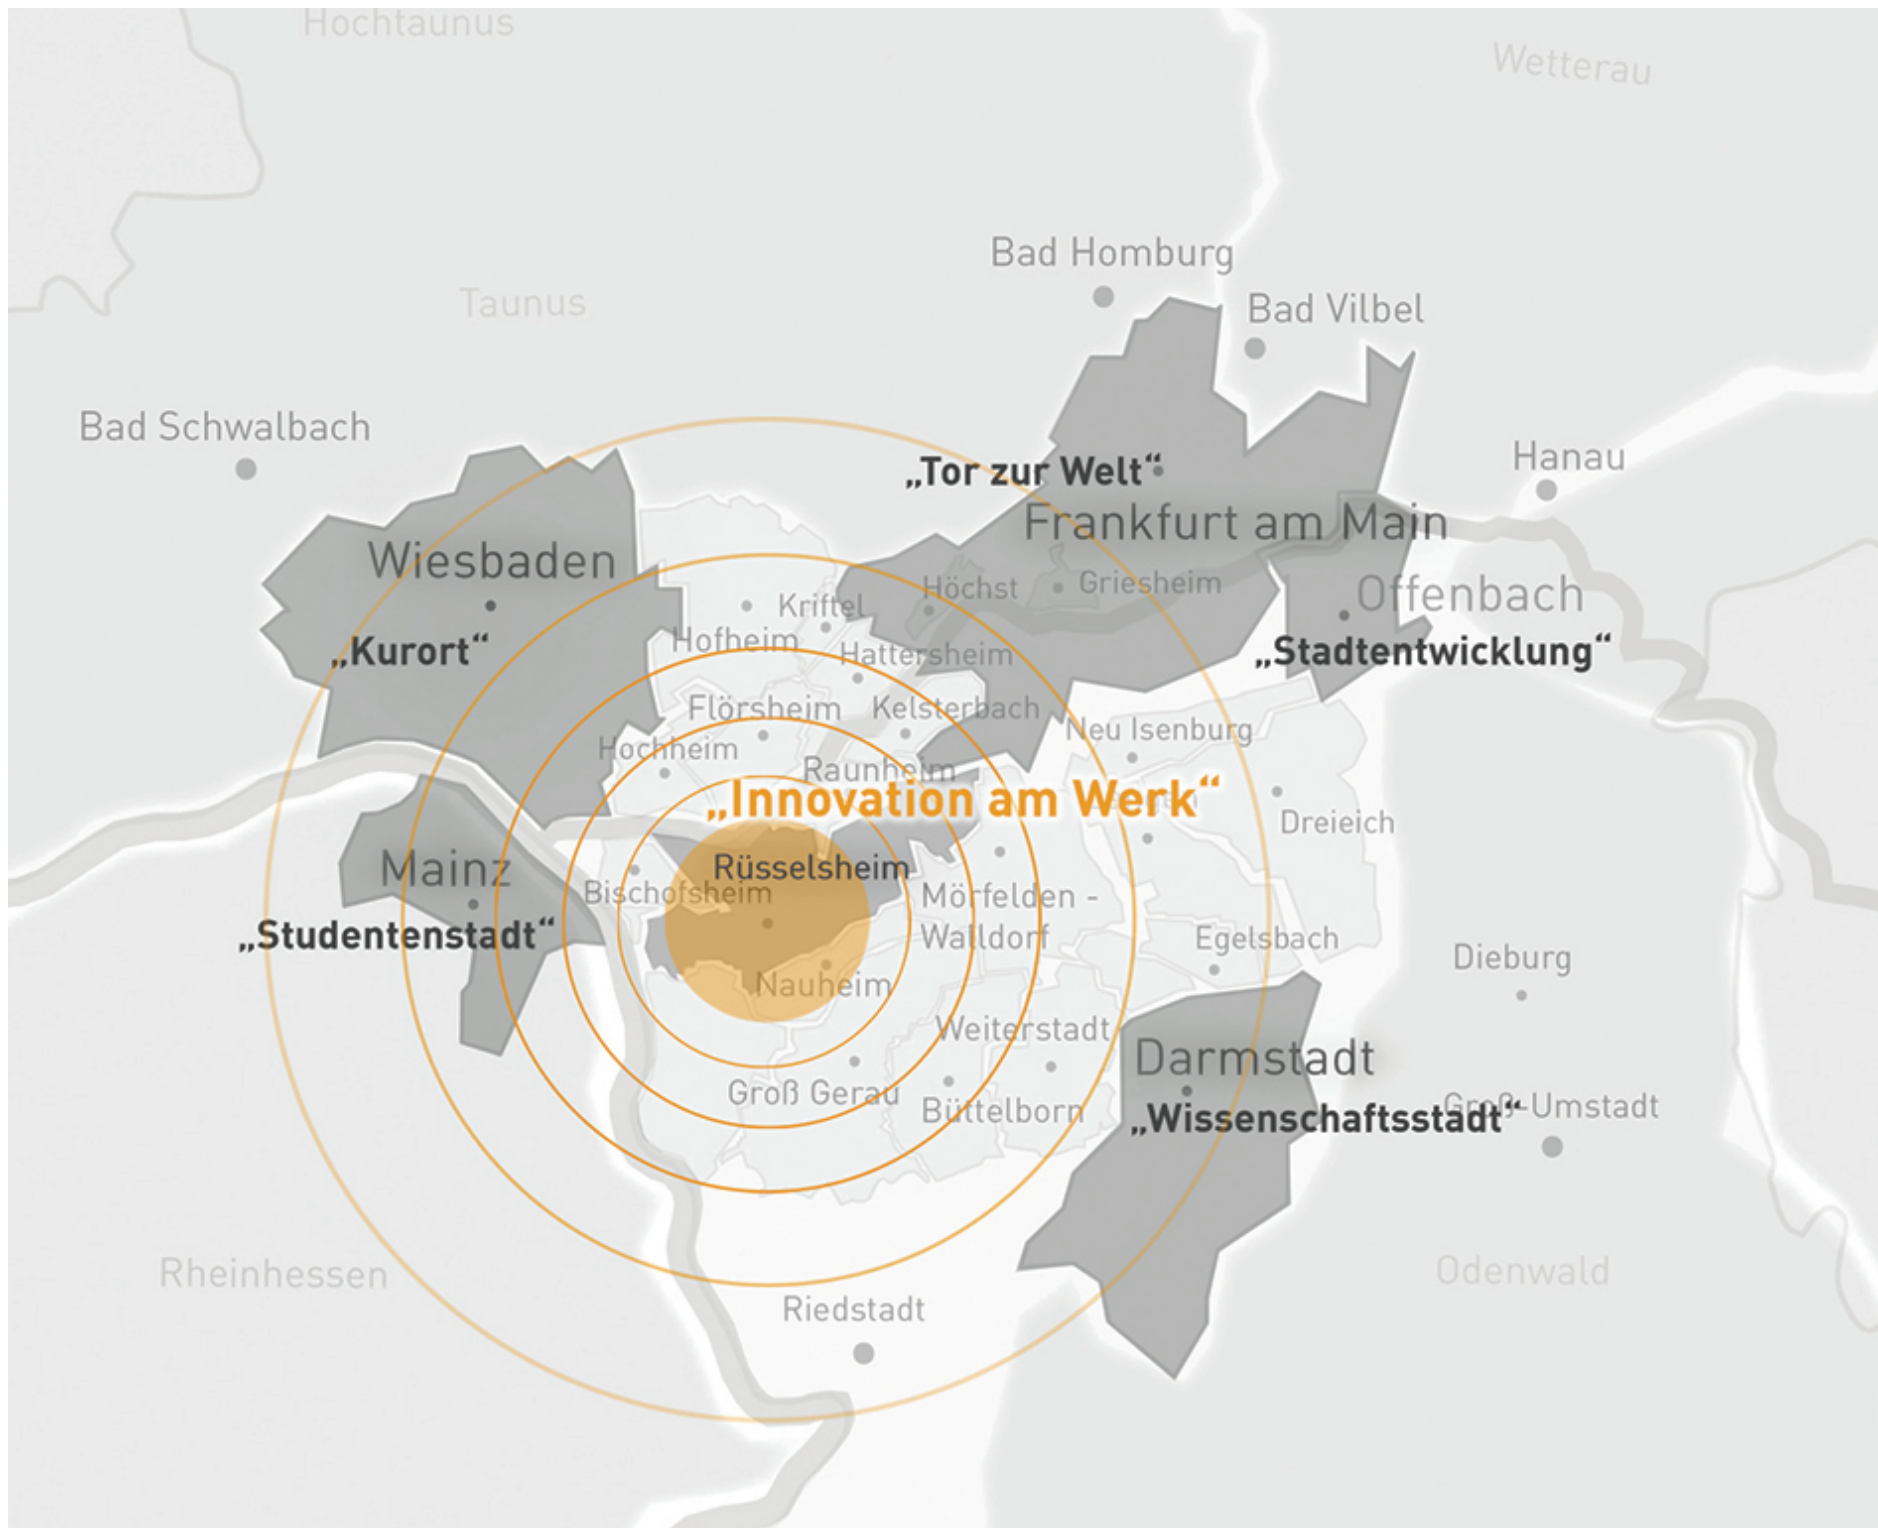 Hochtaunus
Wetterau
Bad Homburg
Taunus
Bad Vilbel
Bad Schwalbach
Hanau
„Tor zur Welt“
Frankfurt am Main
Wiesbaden
Höchst
Griesheim
Offenbach
Kriftel
Hofheim
„Kurort“
Hattersheim
„Stadtentwicklung“
Flörsheim
Kelsterbach
Neu Isenburg
Hochheim
Raunheim
„Innovation am Werk“
Dreieich
Mainz
Rüsselsheim
Bischofsheim
Mörfelden -
Walldorf
„Studentenstadt“
Egelsbach
Dieburg
Nauheim
Weiterstadt
Darmstadt
Groß Gerau
Büttelborn
„Wissenschaftsstadt“
Groß-Umstadt
Rheinhessen
Odenwald
Riedstadt